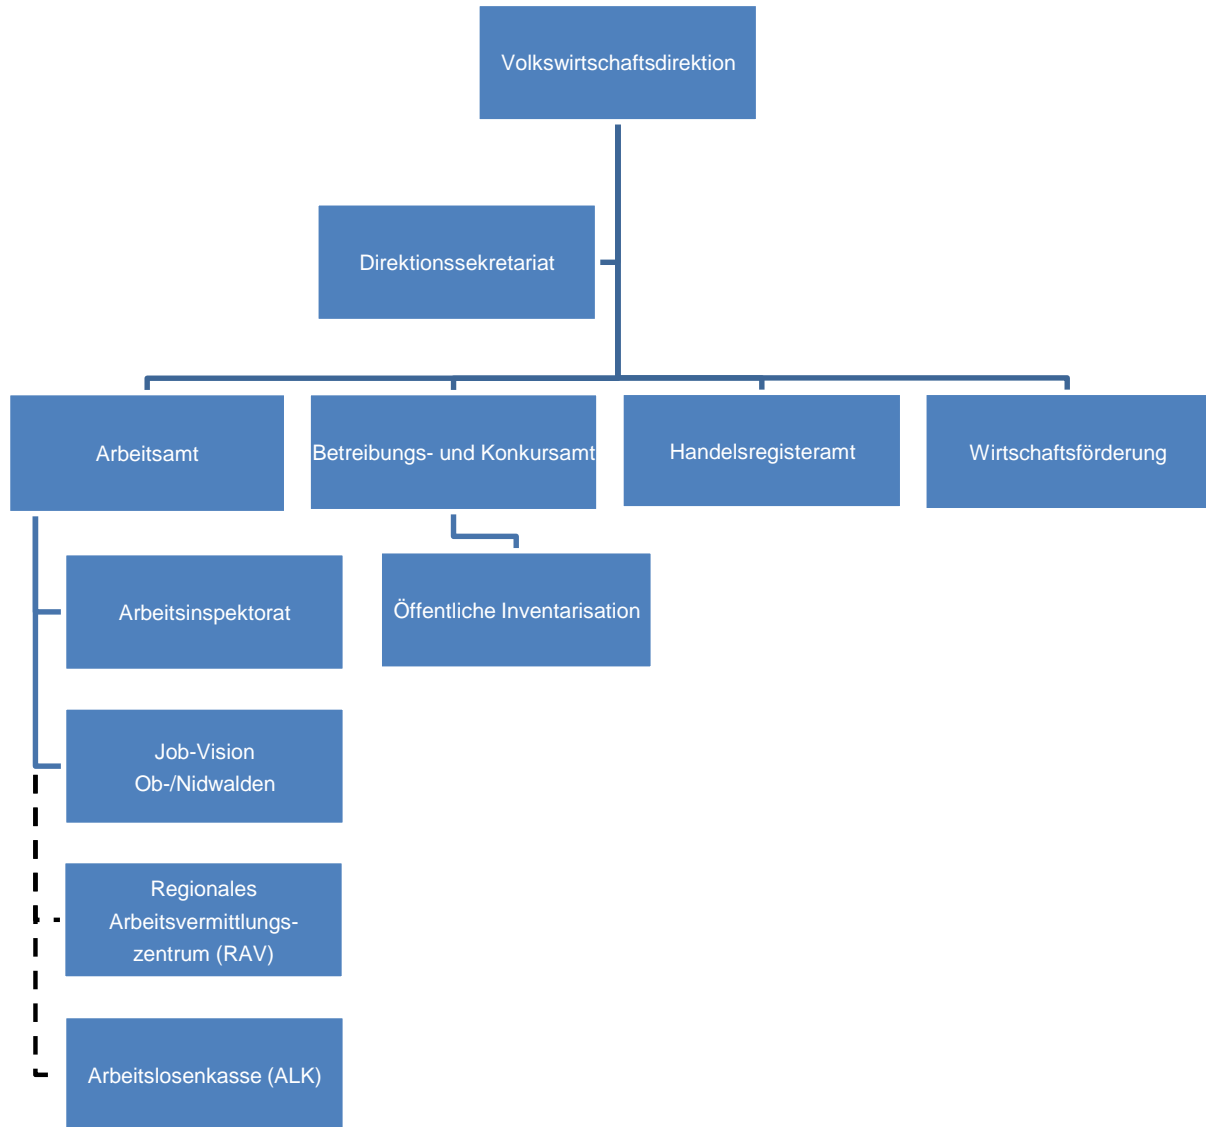 Volkswirtschaftsdirektion
Direktionssekretariat
Arbeitsamt
Betreibungs- und Konkursamt
Handelsregisteramt
Wirtschaftsförderung
Arbeitsinspektorat
Öffentliche Inventarisation
Job-Vision
Ob-/Nidwalden
Regionales
Arbeitsvermittlungs-
zentrum (RAV)
Arbeitslosenkasse (ALK)